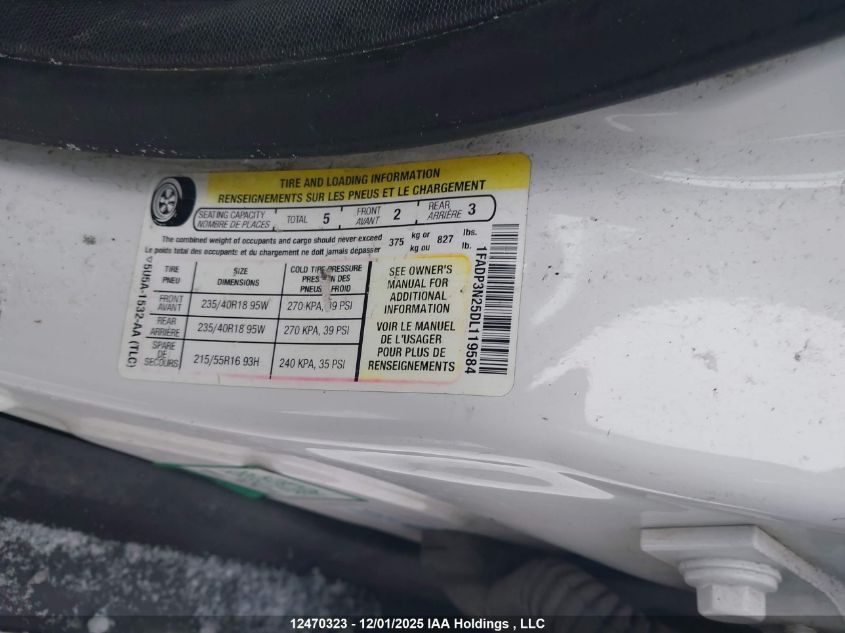 TIRE AND LOADING INFORMATION
RENSEIGNEMENTS SUR LES PNEUS ET LE CHARGEMENT
SEATING CAPACITY
NOMBRE DE PLACES
TOTAL 5
FRONT
AVANT 2
REAR
ARRIÈRE 3
The combined weight of occupants and cargo should never exceed 375 kg or 827 lbs.
Le poids total des occupants et du chargement ne doit jamais dépasser kg ou lb.
TIRE
PNEU
SIZE
DIMENSIONS
COLD TIRE PRESSURE
DES
PNEUS FROID
FRONT
AVANT
235/40R18 95W
270 KPA, 39 PSI
REAR
ARRIÈRE
235/40R18 95W
270 KPA, 39 PSI
SPARE
DE
SECOURS
215/55R16 93H
240 KPA, 35 PSI
SEE OWNER'S
MANUAL FOR
ADDITIONAL
INFORMATION
VOIR LE MANUEL
DE L'USAGER
POUR PLUS DE
RENSEIGNEMENTS
5U5A-1532-AA (TLC)
1FADP3N25DL119584
12470323 - 12/01/2025 IAA Holdings , LLC